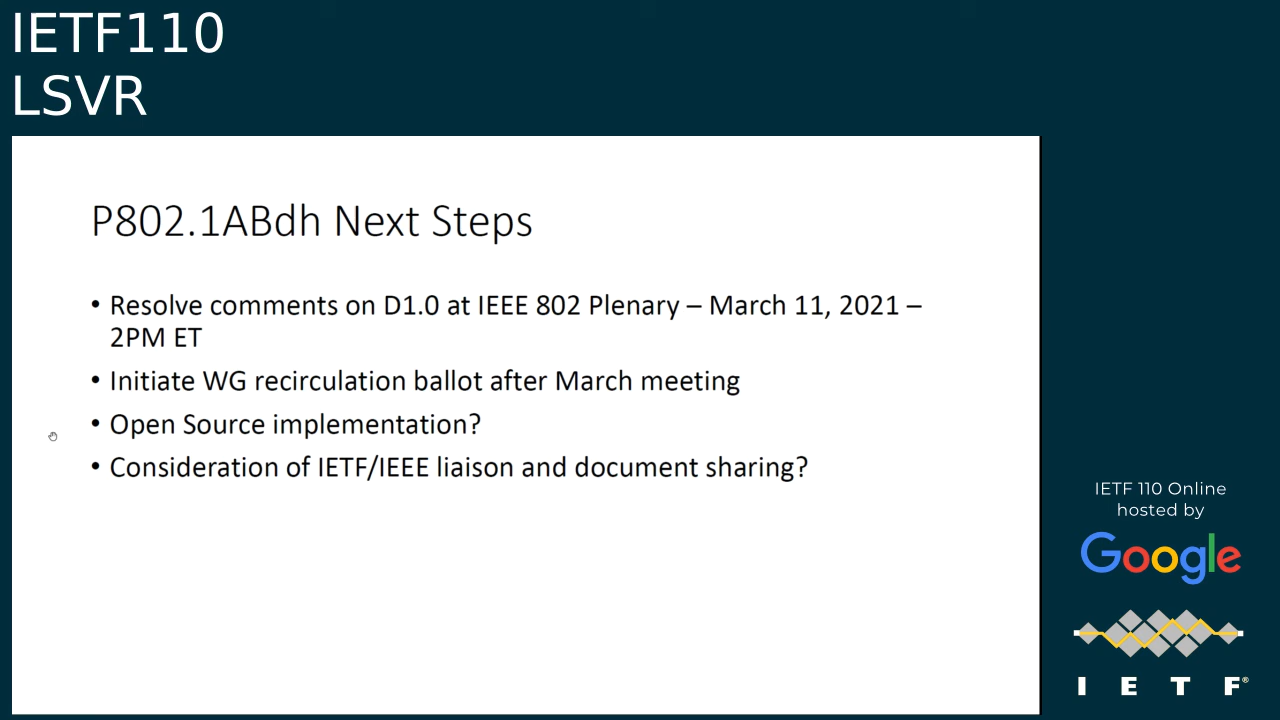 IETF110
LSVR
P802.1ABdh Next Steps
• Resolve comments on D1.0 at IEEE 802 Plenary – March 11, 2021 –
2PM ET
• Initiate WG recirculation ballot after March meeting
• Open Source implementation?
• Consideration of IETF/IEEE liaison and document sharing?
IETF 110 Online
hosted by
Google
I E T F®